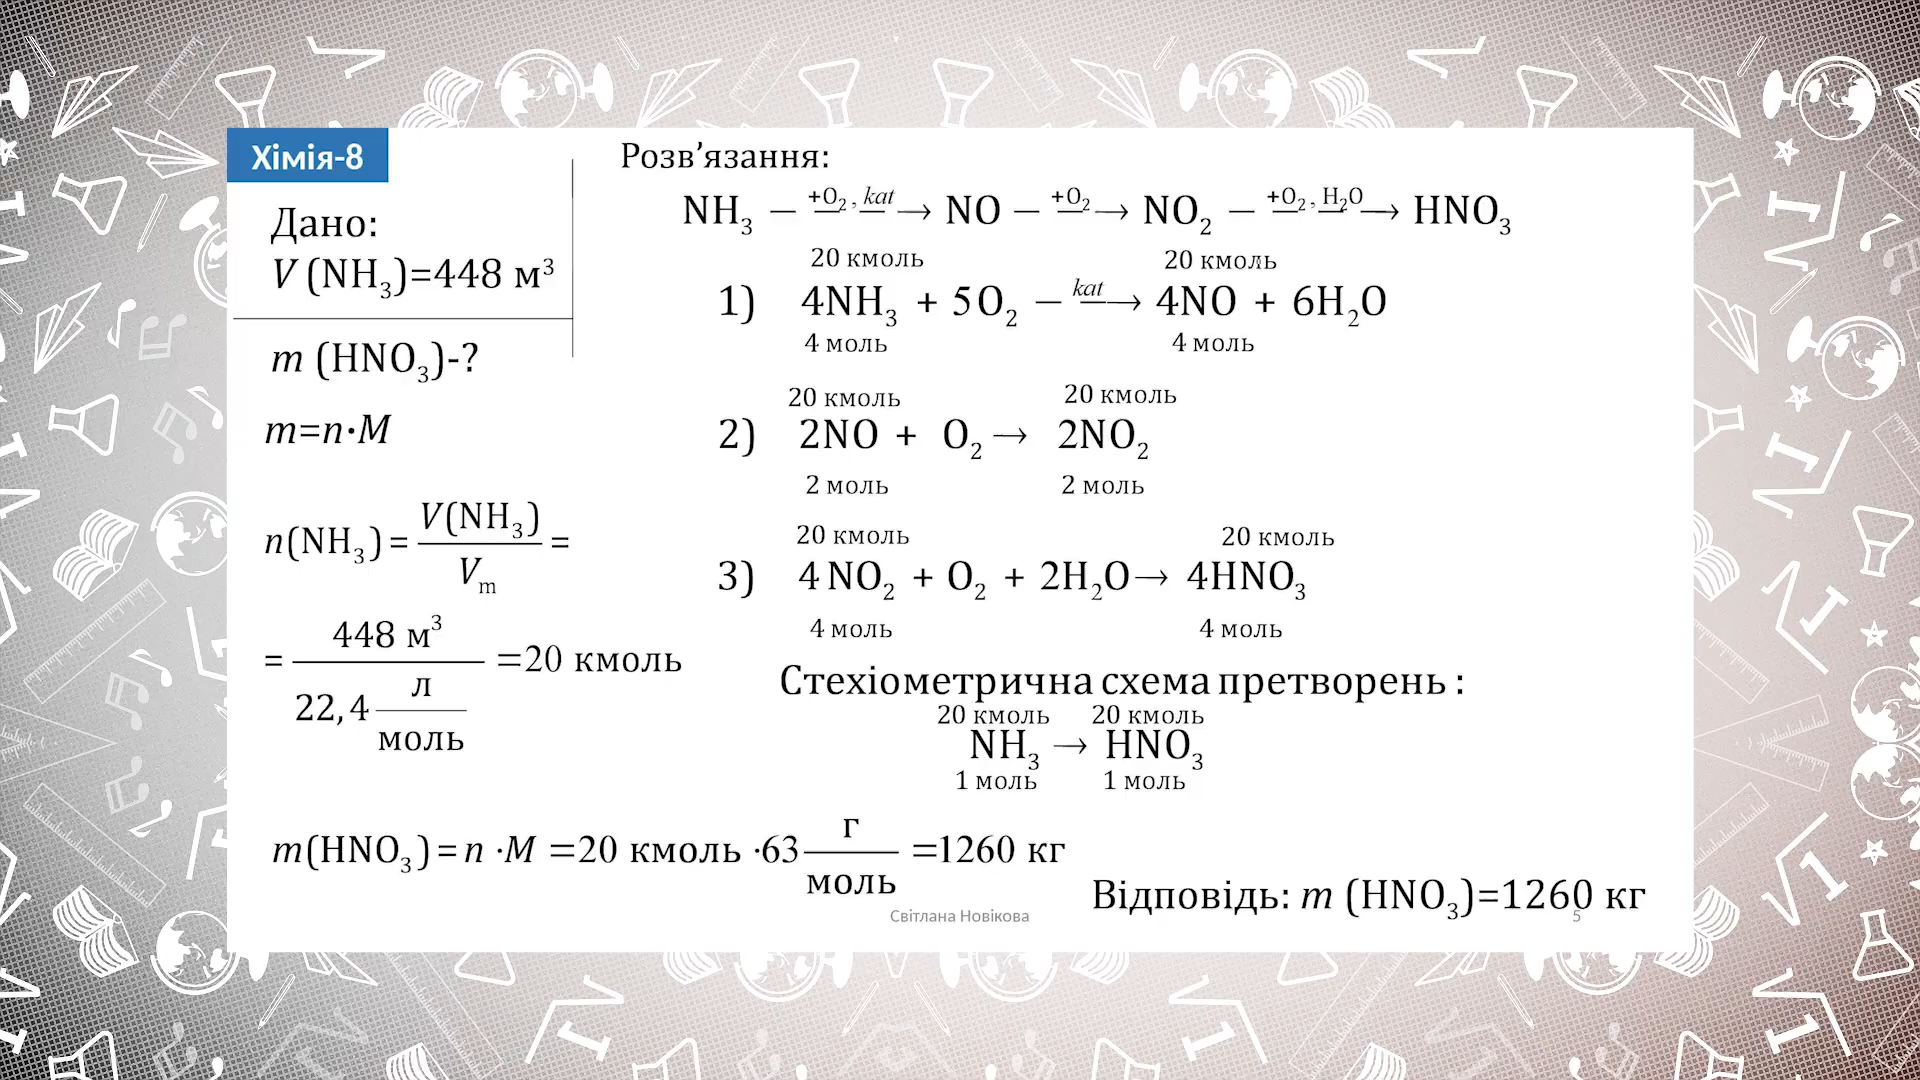 Хімія-8
Дано:
V (NH₃)=448 м³
m (HNO₃)-?
m=n·M
n(NH₃)= V(NH₃)/Vm =
= 448 м³ / 22,4 л/моль =20 кмоль
Розв’язання:
NH₃ —+O₂, kat→ NO —+O₂→ NO₂ —+O₂, H₂O→ HNO₃
20 кмоль 20 кмоль
1) 4NH₃ + 5O₂ —kat→ 4NO + 6H₂O
4 моль 4 моль
20 кмоль 20 кмоль
2) 2NO + O₂ → 2NO₂
2 моль 2 моль
20 кмоль 20 кмоль
3) 4NO₂ + O₂ + 2H₂O→ 4HNO₃
4 моль 4 моль
Стехіометрична схема претворень :
20 кмоль 20 кмоль
NH₃ → HNO₃
1 моль 1 моль
m(HNO₃)=n·M =20 кмоль ·63 г/моль =1260 кг
Відповідь: m (HNO₃)=1260 кг
Світлана Новікова
5